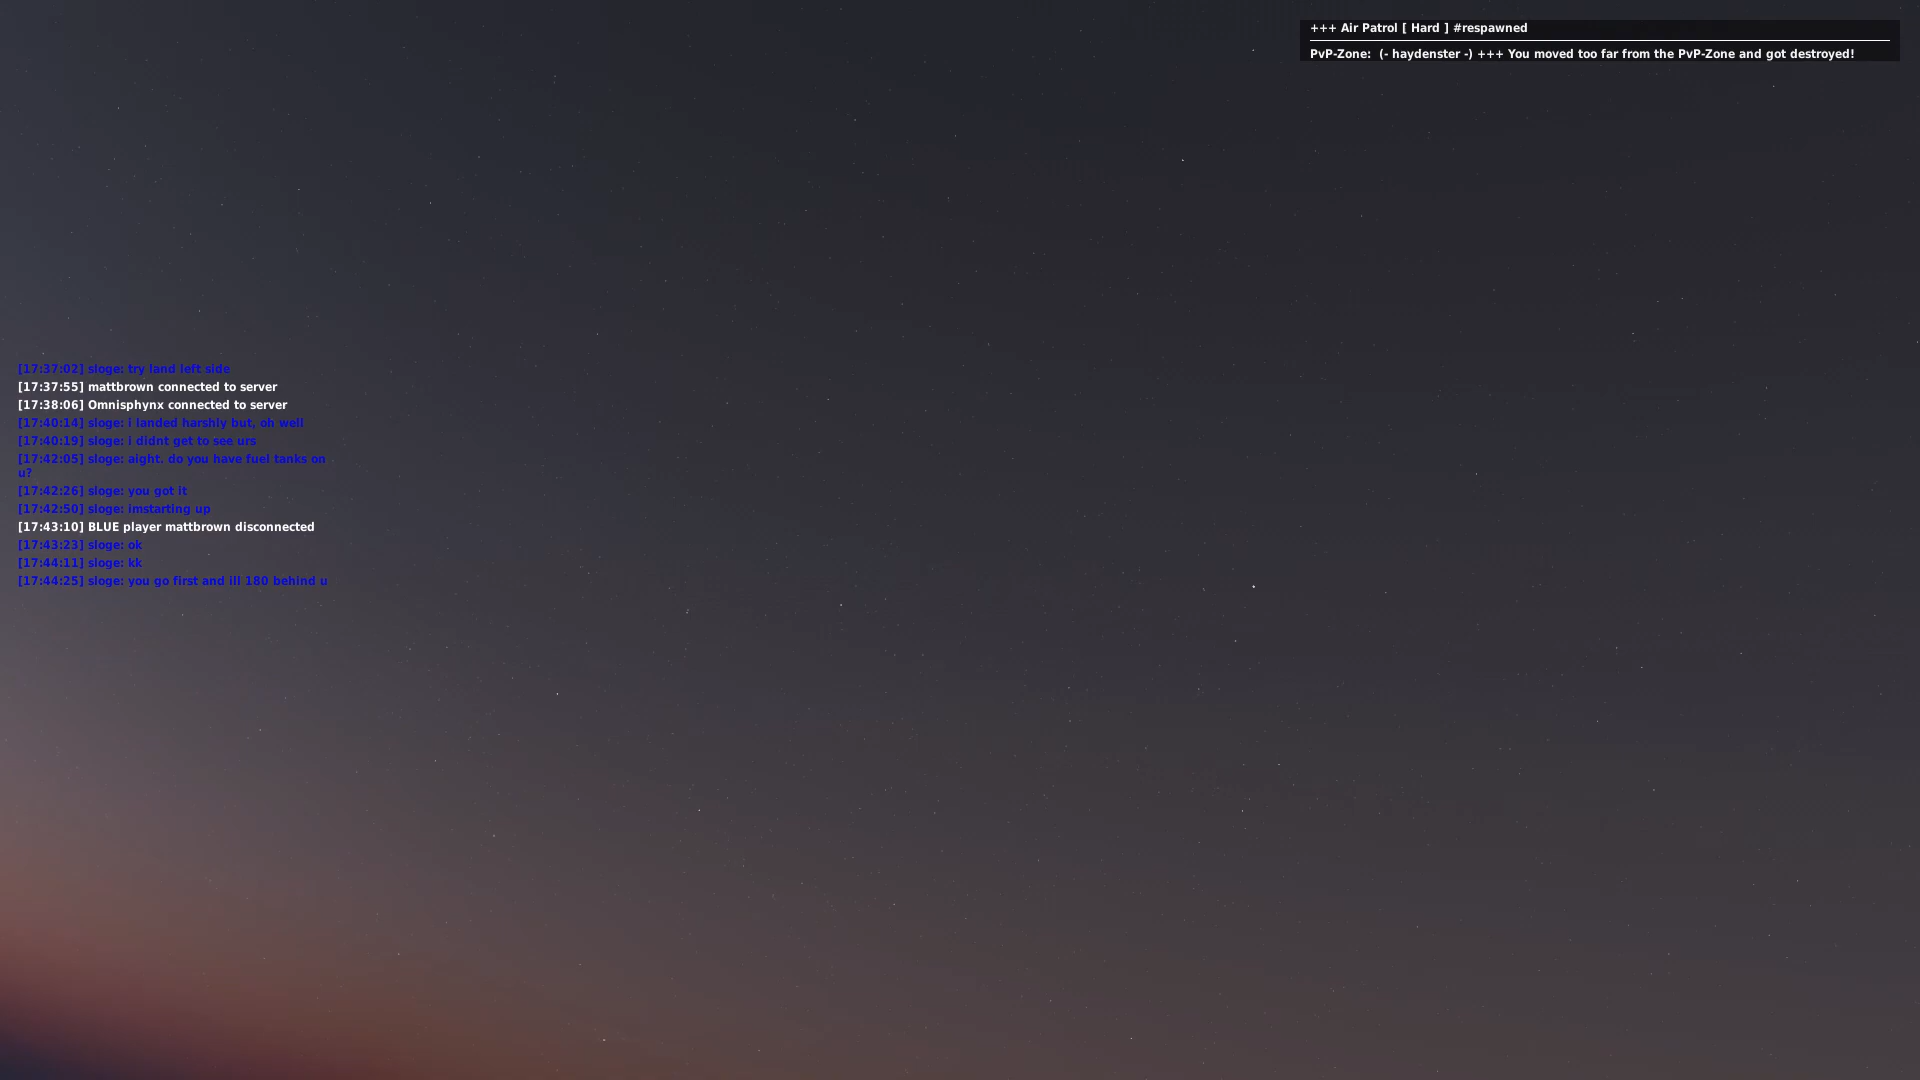 +++ Air Patrol [ Hard ] #respawned
PvP-Zone:  (- haydenster -) +++ You moved too far from the PvP-Zone and got destroyed!
[17:37:02] sloge: try land left side
[17:37:55] mattbrown connected to server
[17:38:06] Omnisphynx connected to server
[17:40:14] sloge: i landed harshly but, oh well
[17:40:19] sloge: i didnt get to see urs
[17:42:05] sloge: aight. do you have fuel tanks on
u?
[17:42:26] sloge: you got it
[17:42:50] sloge: imstarting up
[17:43:10] BLUE player mattbrown disconnected
[17:43:23] sloge: ok
[17:44:11] sloge: kk
[17:44:25] sloge: you go first and ill 180 behind u